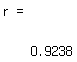 r =
0.9238